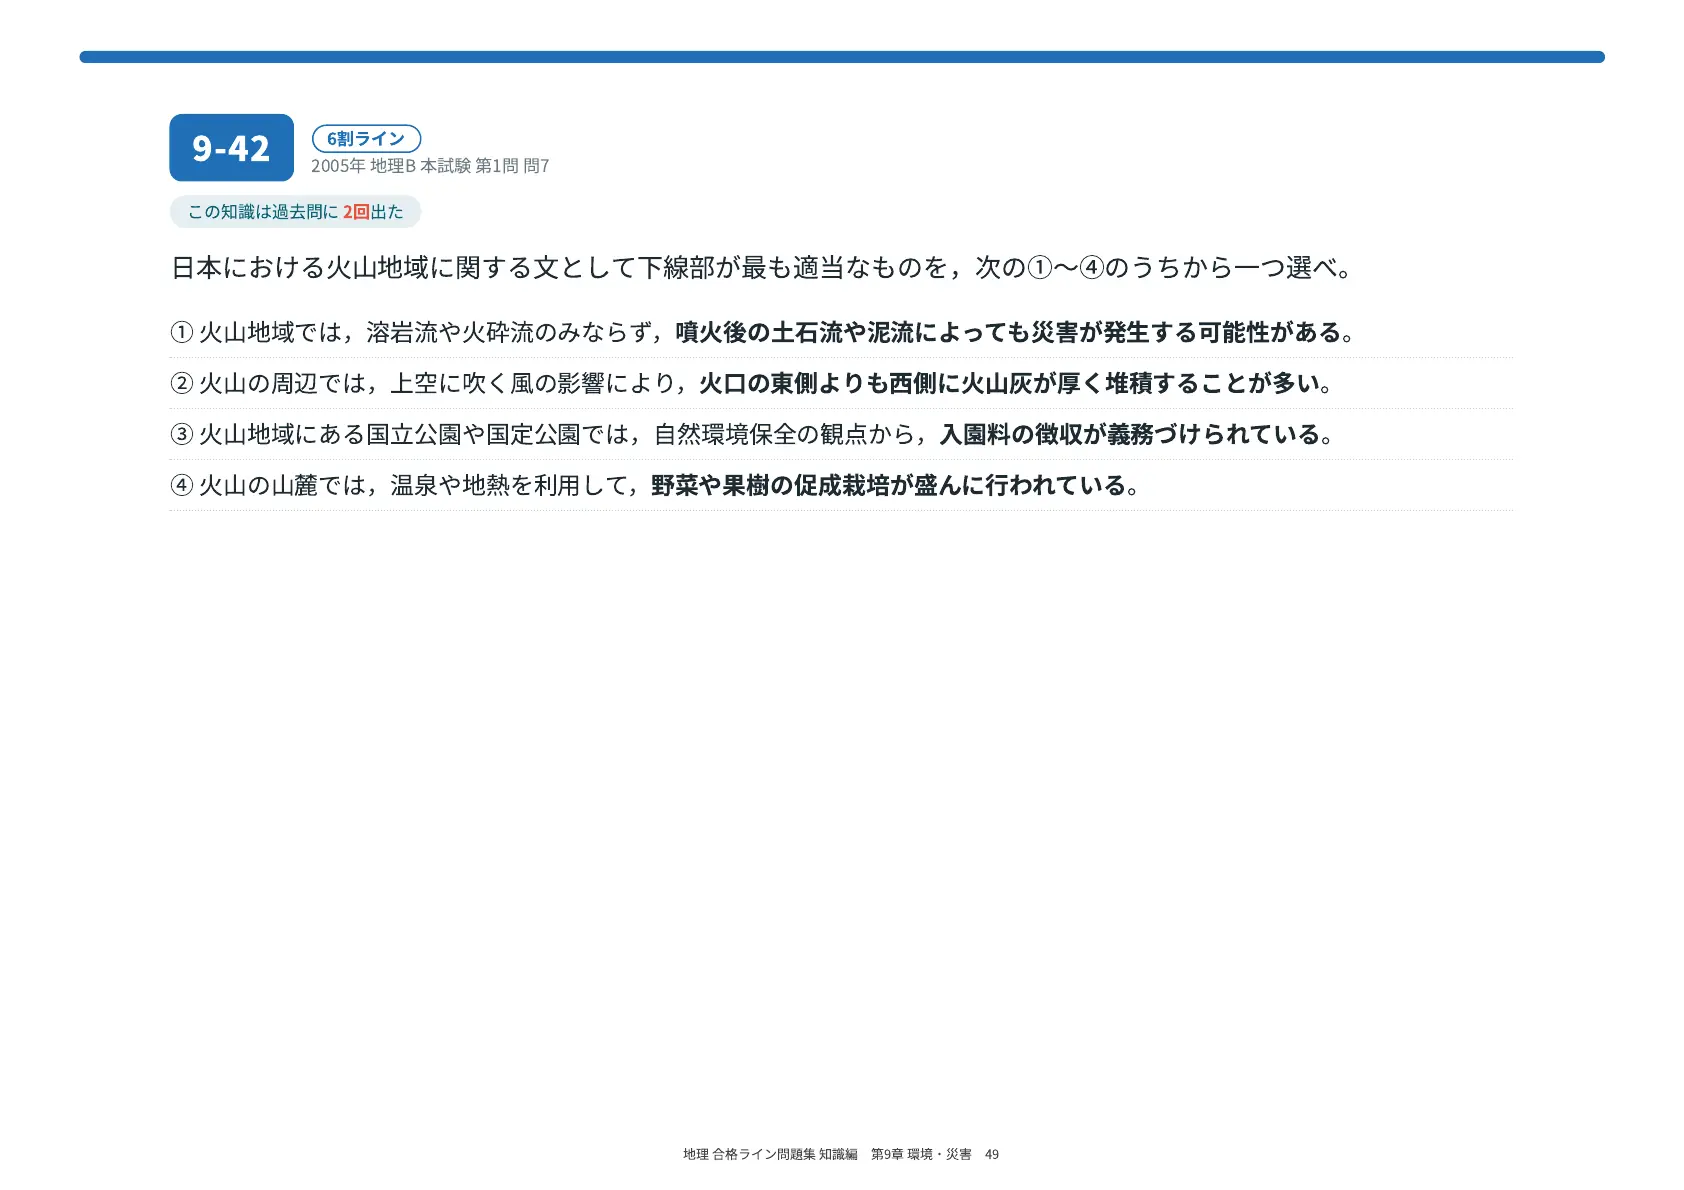 9-42
6割ライン
2005年 地理B 本試験 第1問 問7
この知識は過去問に 2回出た
日本における火山地域に関する文として下線部が最も適当なものを，次の①～④のうちから一つ選べ。
① 火山地域では，溶岩流や火砕流のみならず，噴火後の土石流や泥流によっても災害が発生する可能性がある。
② 火山の周辺では，上空に吹く風の影響により，火口の東側よりも西側に火山灰が厚く堆積することが多い。
③ 火山地域にある国立公園や国定公園では，自然環境保全の観点から，入園料の徴収が義務づけられている。
④ 火山の山麓では，温泉や地熱を利用して，野菜や果樹の促成栽培が盛んに行われている。
地理 合格ライン問題集 知識編　第9章 環境・災害　49